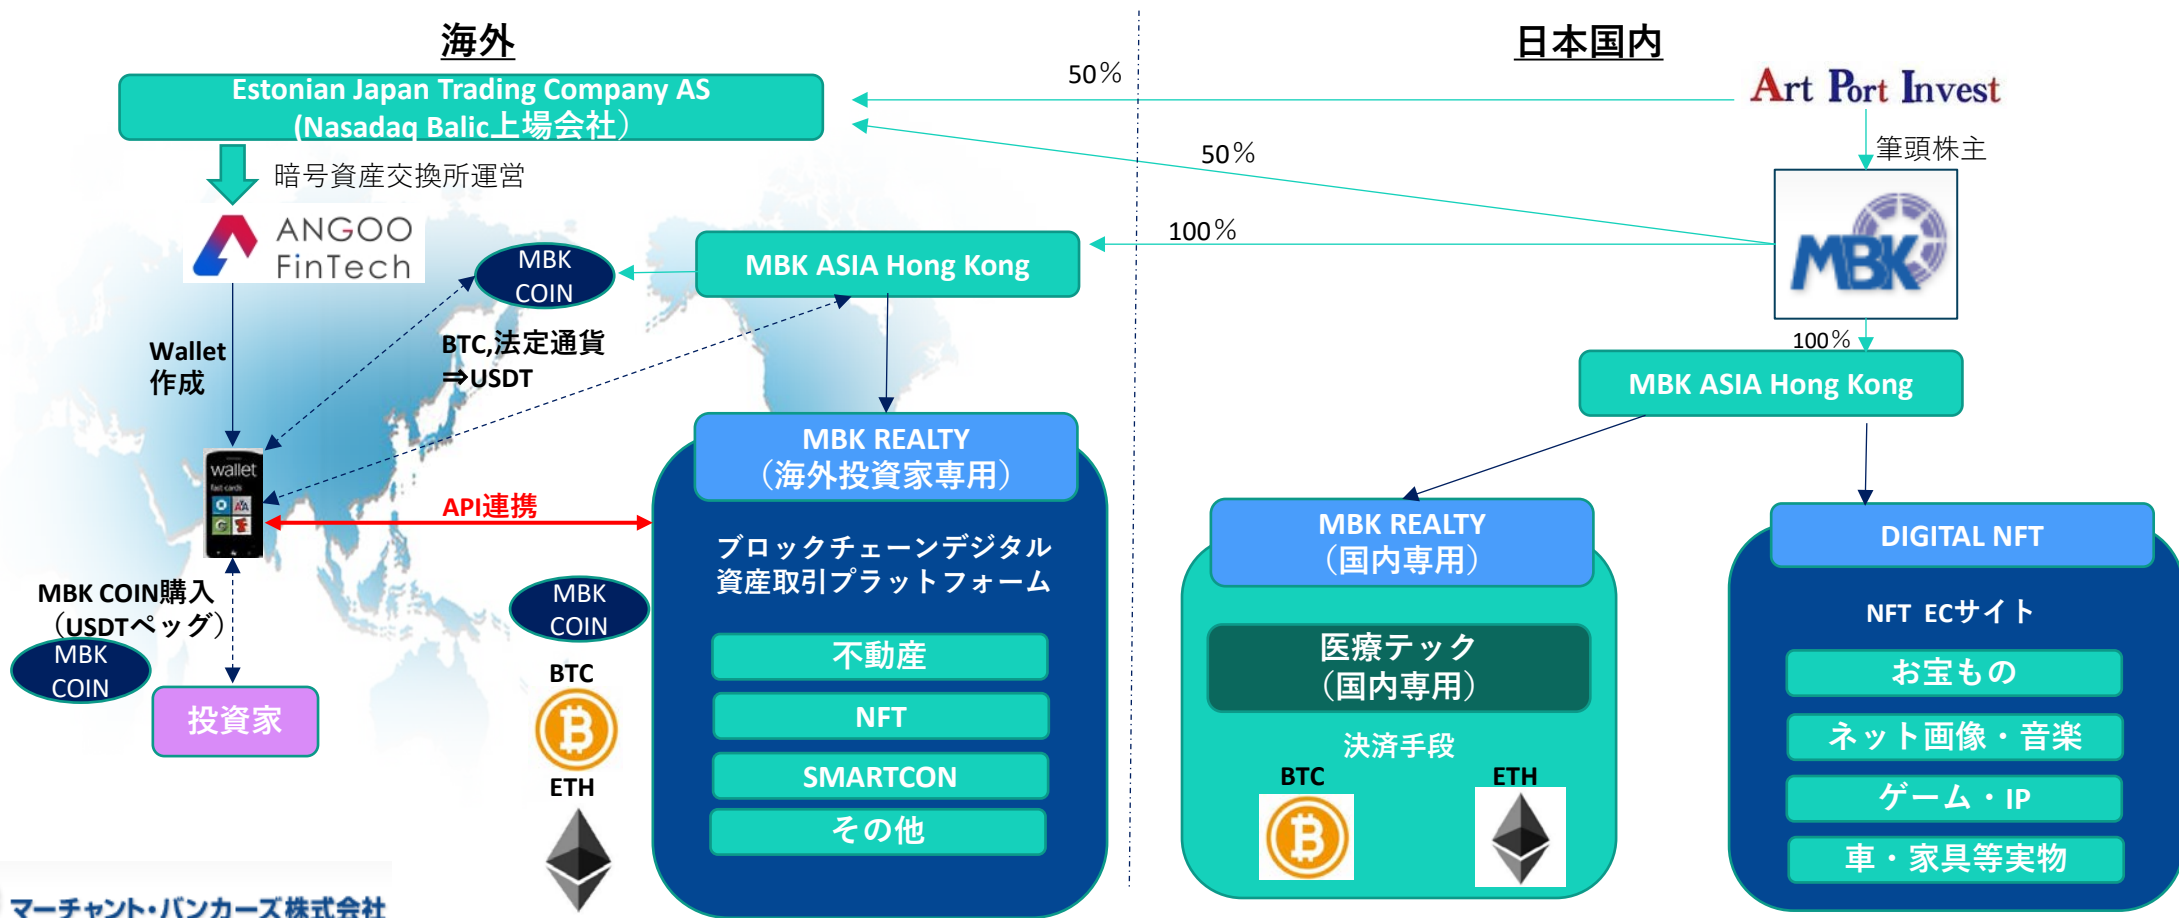 海外
日本国内
Estonian Japan Trading Company AS
(Nasadaq Balic上場会社）
50％
Art Port Invest
筆頭株主
50％
暗号資産交換所運営
ANGOO
FinTech
MBK
COIN
MBK ASIA Hong Kong
100％
MBK
100％
MBK ASIA Hong Kong
Wallet
作成
BTC,法定通貨
⇒USDT
wallet
fast cards
API連携
MBK REALTY
（海外投資家専用）
ブロックチェーンデジタル
資産取引プラットフォーム
不動産
NFT
SMARTCON
その他
MBK COIN購入
（USDTペッグ）
MBK
COIN
投資家
MBK
COIN
BTC
ETH
MBK REALTY
（国内専用）
医療テック
（国内専用）
決済手段
BTC
ETH
DIGITAL NFT
NFT ECサイト
お宝もの
ネット画像・音楽
ゲーム・IP
車・家具等実物
マーチャント・バンカーズ株式会社